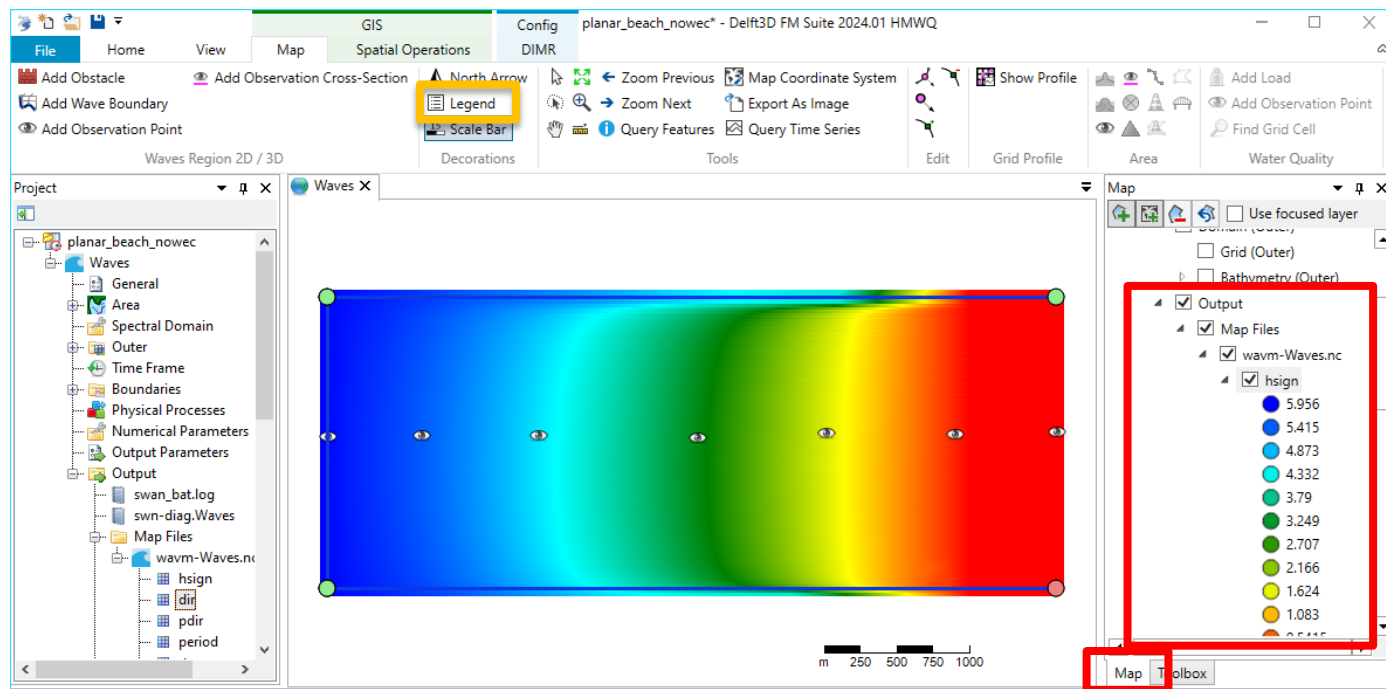 GIS
Config
planar_beach_nowec* - Delft3D FM Suite 2024.01 HMWQ
File
Home
View
Map
Spatial Operations
DIMR
Add Obstacle
Add Observation Cross-Section
North Arrow
Zoom Previous
Map Coordinate System
Show Profile
Add Load
Add Wave Boundary
Legend
Zoom Next
Export As Image
Add Observation Point
Add Observation Point
Scale Bar
Query Features
Query Time Series
Find Grid Cell
Waves Region 2D / 3D
Decorations
Tools
Edit
Grid Profile
Area
Water Quality
Project
planar_beach_nowec
Waves
General
Area
Spectral Domain
Outer
Time Frame
Boundaries
Physical Processes
Numerical Parameters
Output Parameters
Output
swan_bat.log
swn-diag.Waves
Map Files
wavm-Waves.nc
hsign
dir
pdir
period
Waves
m 250 500 750 1000
Map
Use focused layer
Domain (Outer)
Grid (Outer)
Bathymetry (Outer)
Output
Map Files
wavm-Waves.nc
hsign
5.956
5.415
4.873
4.332
3.79
3.249
2.707
2.166
1.624
1.083
0.5415
Map
Toolbox